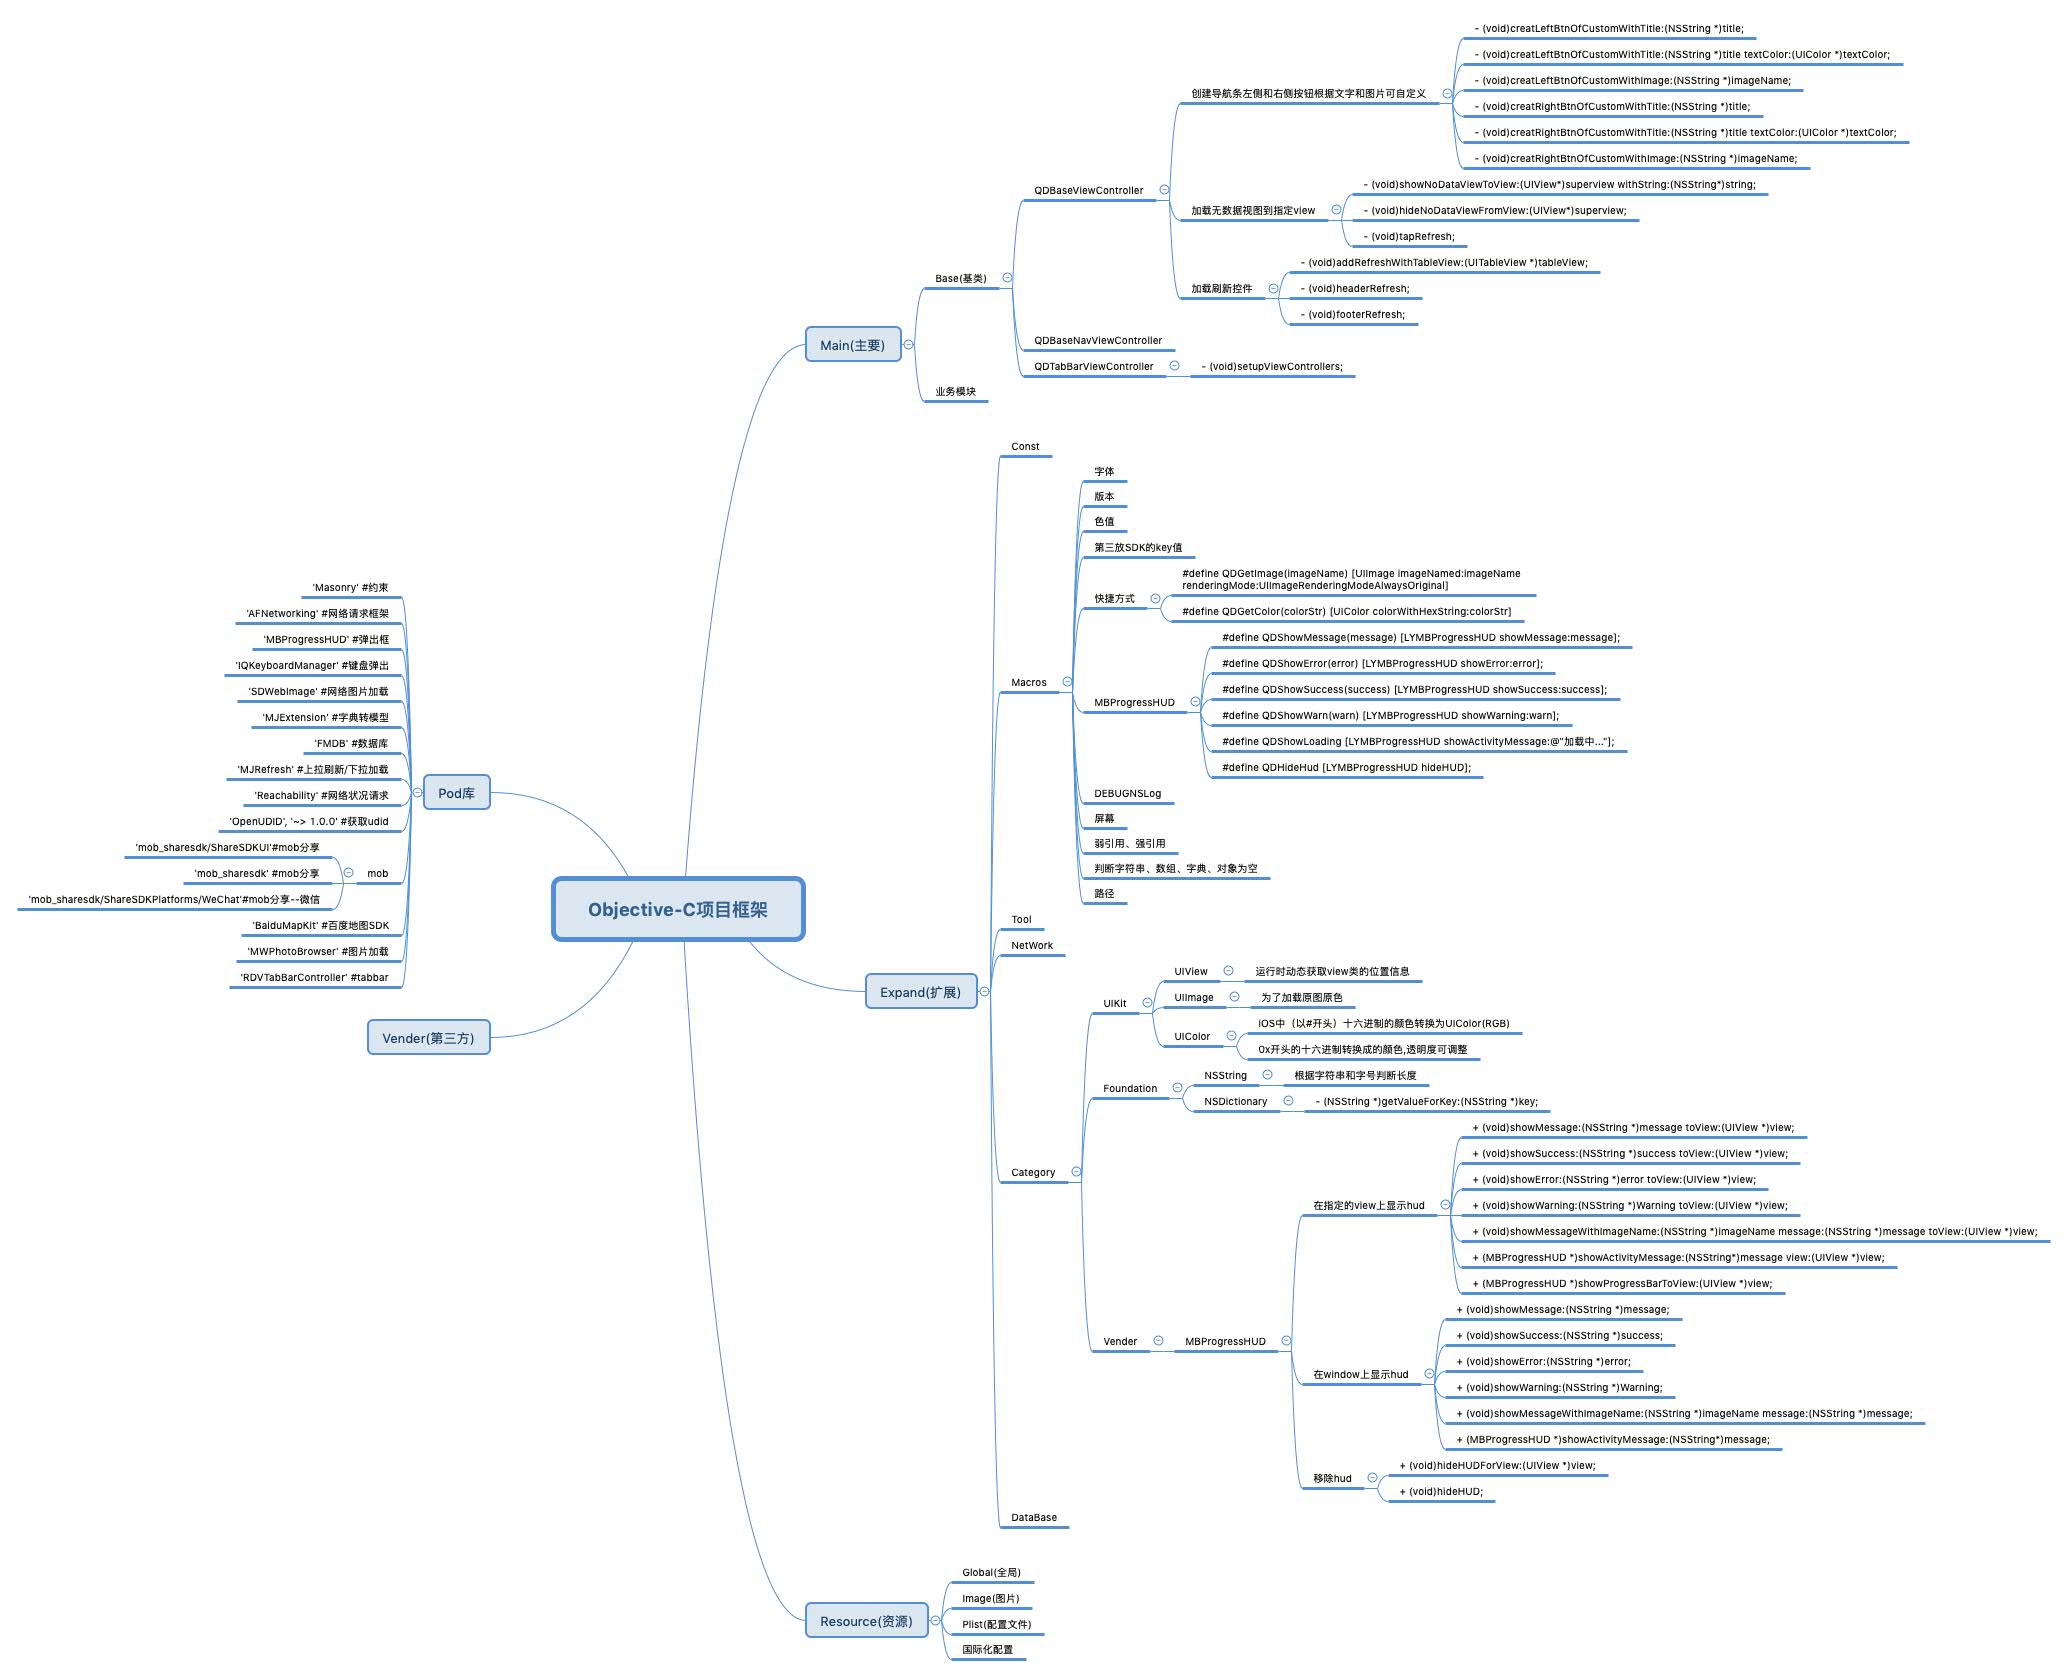 Objective-C项目框架
Main(主要)
Base(基类)
QDBaseViewController
创建导航条左侧和右侧按钮根据文字和图片可自定义
- (void)creatLeftBtnOfCustomWithTitle:(NSString *)title;
- (void)creatLeftBtnOfCustomWithTitle:(NSString *)title textColor:(UIColor *)textColor;
- (void)creatLeftBtnOfCustomWithImage:(NSString *)imageName;
- (void)creatRightBtnOfCustomWithTitle:(NSString *)title;
- (void)creatRightBtnOfCustomWithTitle:(NSString *)title textColor:(UIColor *)textColor;
- (void)creatRightBtnOfCustomWithImage:(NSString *)imageName;
加载无数据视图到指定view
- (void)showNoDataViewToView:(UIView*)superview withString:(NSString*)string;
- (void)hideNoDataViewFromView:(UIView*)superview;
- (void)tapRefresh;
加载刷新控件
- (void)addRefreshWithTableView:(UITableView *)tableView;
- (void)headerRefresh;
- (void)footerRefresh;
QDBaseNavViewController
QDTabBarViewController
- (void)setupViewControllers;
业务模块
Expand(扩展)
Const
Macros
字体
版本
色值
第三放SDK的key值
快捷方式
#define QDGetImage(imageName) [UIImage imageNamed:imageName
renderingMode:UIImageRenderingModeAlwaysOriginal]
#define QDGetColor(colorStr) [UIColor colorWithHexString:colorStr]
MBProgressHUD
#define QDShowMessage(message) [LYMBProgressHUD showMessage:message];
#define QDShowError(error) [LYMBProgressHUD showError:error];
#define QDShowSuccess(success) [LYMBProgressHUD showSuccess:success];
#define QDShowWarn(warn) [LYMBProgressHUD showWarning:warn];
#define QDShowLoading [LYMBProgressHUD showActivityMessage:@"加载中..."];
#define QDHideHud [LYMBProgressHUD hideHUD];
DEBUGNSLog
屏幕
弱引用、强引用
判断字符串、数组、字典、对象为空
路径
Tool
NetWork
Category
UIKit
UIView
运行时动态获取view类的位置信息
UIImage
为了加载原图原色
UIColor
iOS中（以#开头）十六进制的颜色转换为UIColor(RGB)
0x开头的十六进制转换成的颜色,透明度可调整
Foundation
NSString
根据字符串和字号判断长度
NSDictionary
- (NSString *)getValueForKey:(NSString *)key;
Vender
MBProgressHUD
在指定的view上显示hud
+ (void)showMessage:(NSString *)message toView:(UIView *)view;
+ (void)showSuccess:(NSString *)success toView:(UIView *)view;
+ (void)showError:(NSString *)error toView:(UIView *)view;
+ (void)showWarning:(NSString *)Warning toView:(UIView *)view;
+ (void)showMessageWithImageName:(NSString *)imageName message:(NSString *)message toView:(UIView *)view;
+ (MBProgressHUD *)showActivityMessage:(NSString*)message view:(UIView *)view;
+ (MBProgressHUD *)showProgressBarToView:(UIView *)view;
在window上显示hud
+ (void)showMessage:(NSString *)message;
+ (void)showSuccess:(NSString *)success;
+ (void)showError:(NSString *)error;
+ (void)showWarning:(NSString *)Warning;
+ (void)showMessageWithImageName:(NSString *)imageName message:(NSString *)message;
+ (MBProgressHUD *)showActivityMessage:(NSString*)message;
移除hud
+ (void)hideHUDForView:(UIView *)view;
+ (void)hideHUD;
DataBase
Resource(资源)
Global(全局)
Image(图片)
Plist(配置文件)
国际化配置
Pod库
'Masonry' #约束
'AFNetworking' #网络请求框架
'MBProgressHUD' #弹出框
'IQKeyboardManager' #键盘弹出
'SDWebImage' #网络图片加载
'MJExtension' #字典转模型
'FMDB' #数据库
'MJRefresh' #上拉刷新/下拉加载
'Reachability' #网络状况请求
'OpenUDID', '~> 1.0.0' #获取udid
mob
'mob_sharesdk/ShareSDKUI'#mob分享
'mob_sharesdk' #mob分享
'mob_sharesdk/ShareSDKPlatforms/WeChat'#mob分享--微信
'BaiduMapKit' #百度地图SDK
'MWPhotoBrowser' #图片加载
'RDVTabBarController' #tabbar
Vender(第三方)